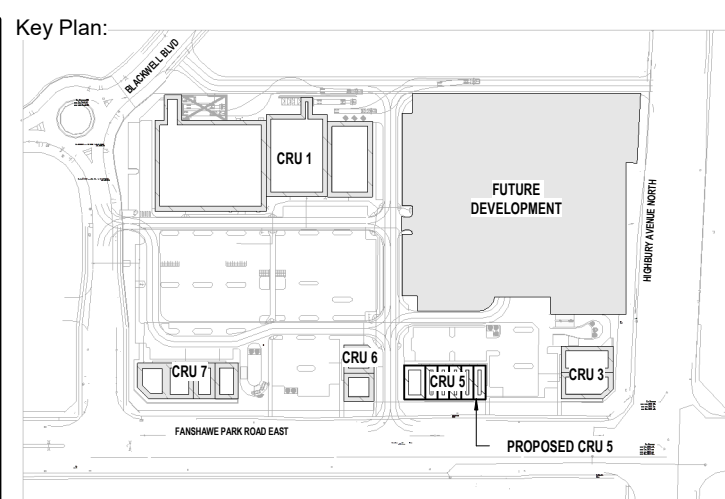 Key Plan:
BLACKWELL BLVD
CRU 1
FUTURE
DEVELOPMENT
HIGHBURY AVENUE NORTH
CRU 7
CRU 6
CRU 5
CRU 3
FANSHAWE PARK ROAD EAST
PROPOSED CRU 5